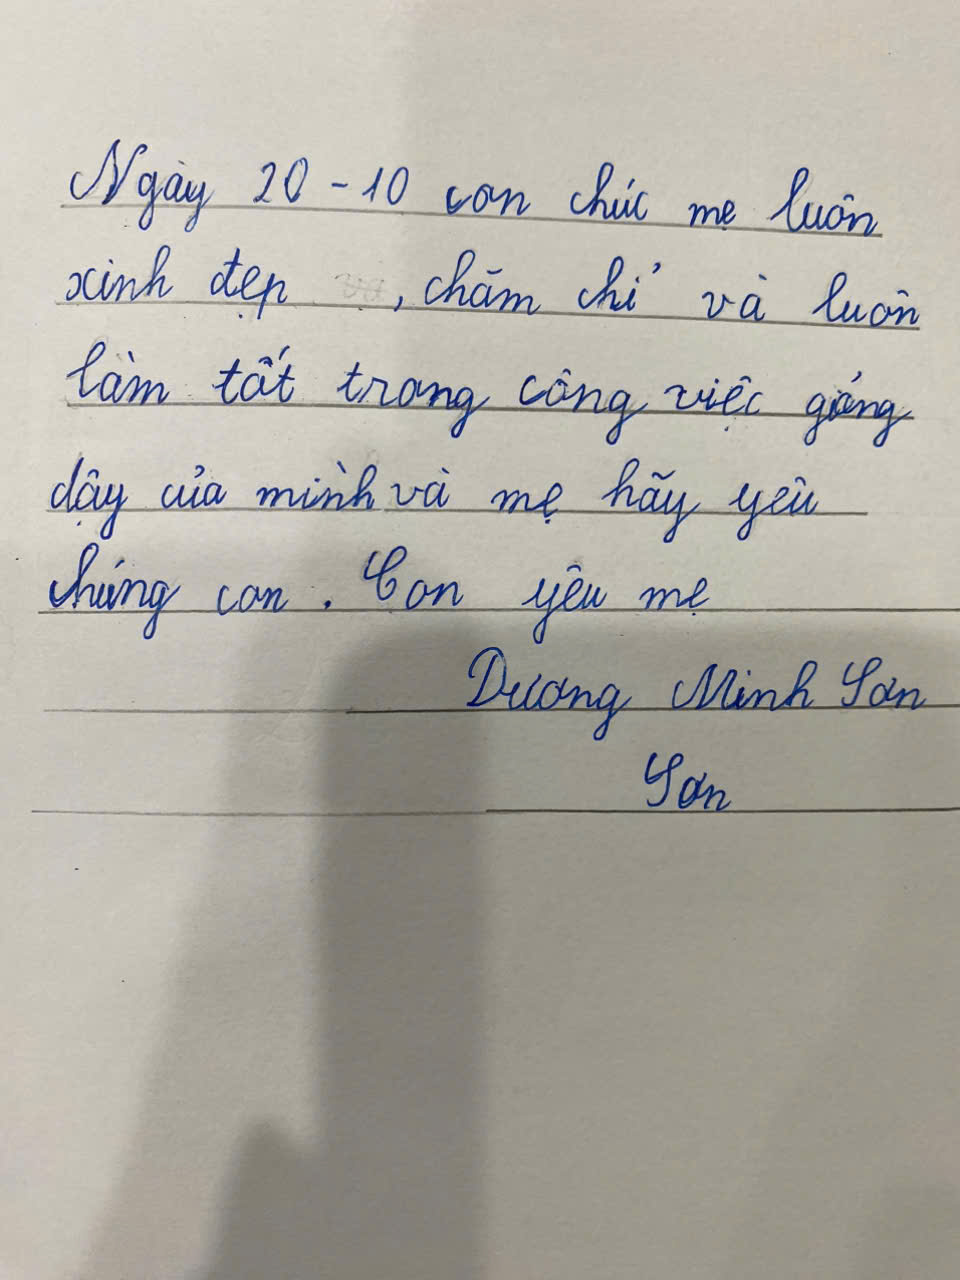 Ngày 20-10 con chúc mẹ luôn
xinh đẹp , chăm chỉ và luôn
làm tốt trong công việc giảng
dậy của mình và mẹ hãy yêu
chúng con. Con yêu mẹ
Dương Minh Sơn
Sơn